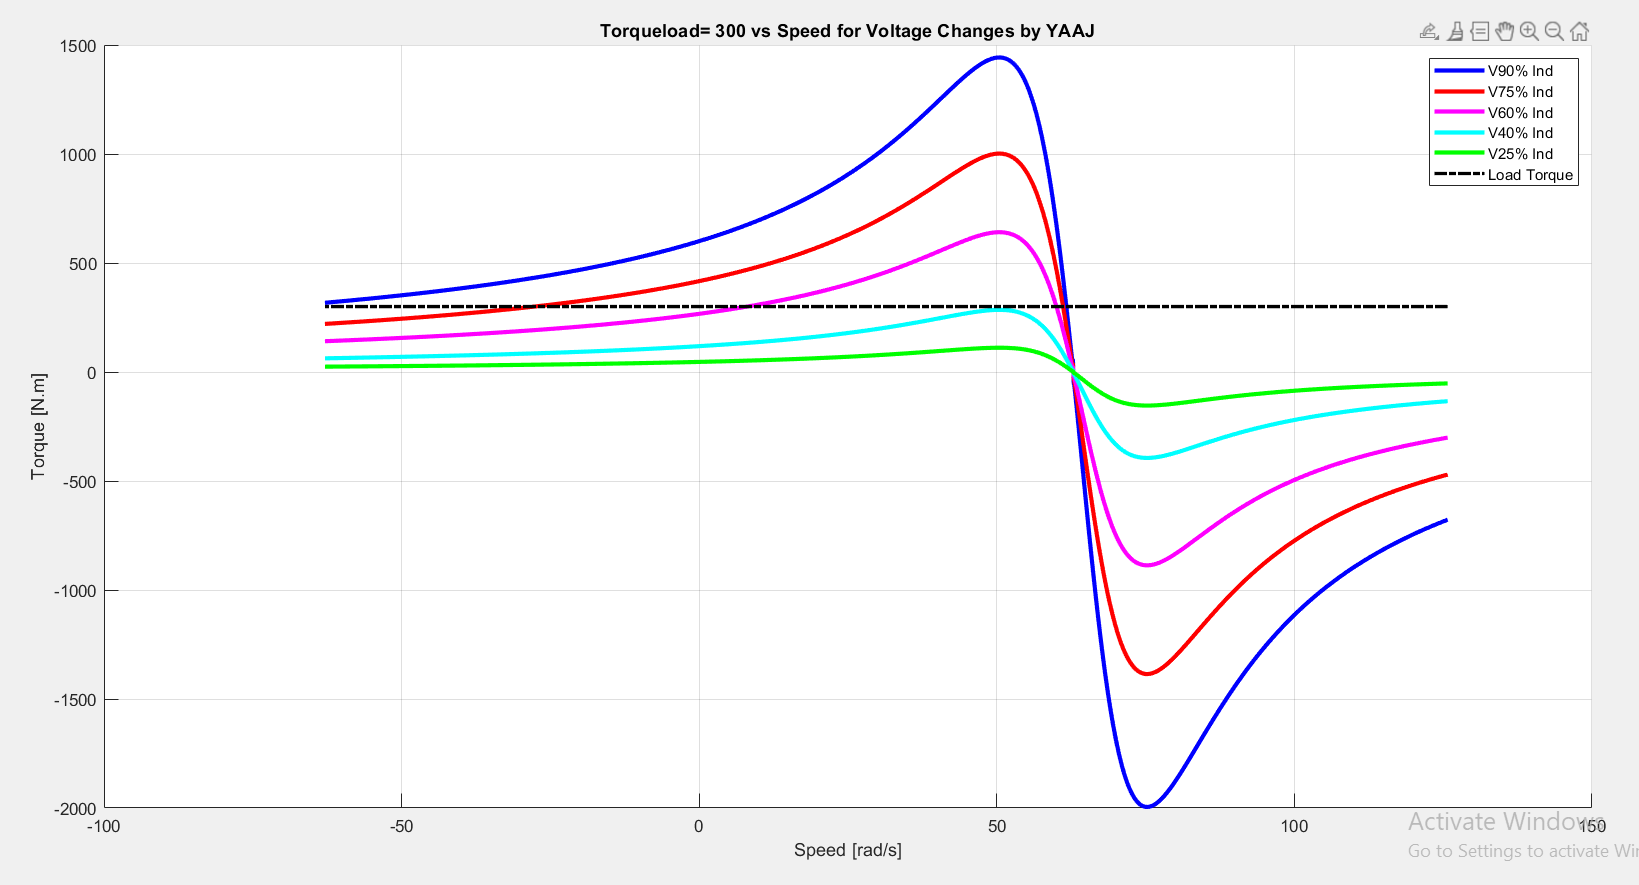 Torqueload= 300 vs Speed for Voltage Changes by YAAJ
V90% Ind
V75% Ind
V60% Ind
V40% Ind
V25% Ind
Load Torque
1500
1000
500
0
-500
-1000
-1500
-2000
Torque [N.m]
-100
-50
0
50
100
150
Speed [rad/s]
Activate Windows
Go to Settings to activate Wi